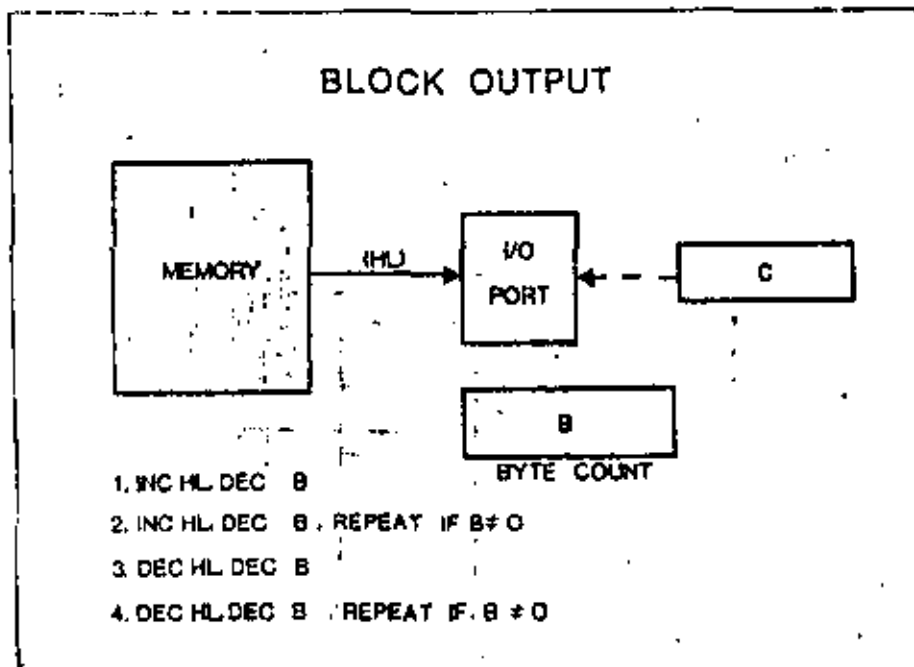 BLOCK OUTPUT
MEMORY
(HL)
I/O
PORT
C
B
BYTE COUNT
1. INC HL, DEC B
2. INC HL, DEC B, REPEAT IF B ≠ 0
3. DEC HL, DEC B
4. DEC HL, DEC B, REPEAT IF B ≠ 0